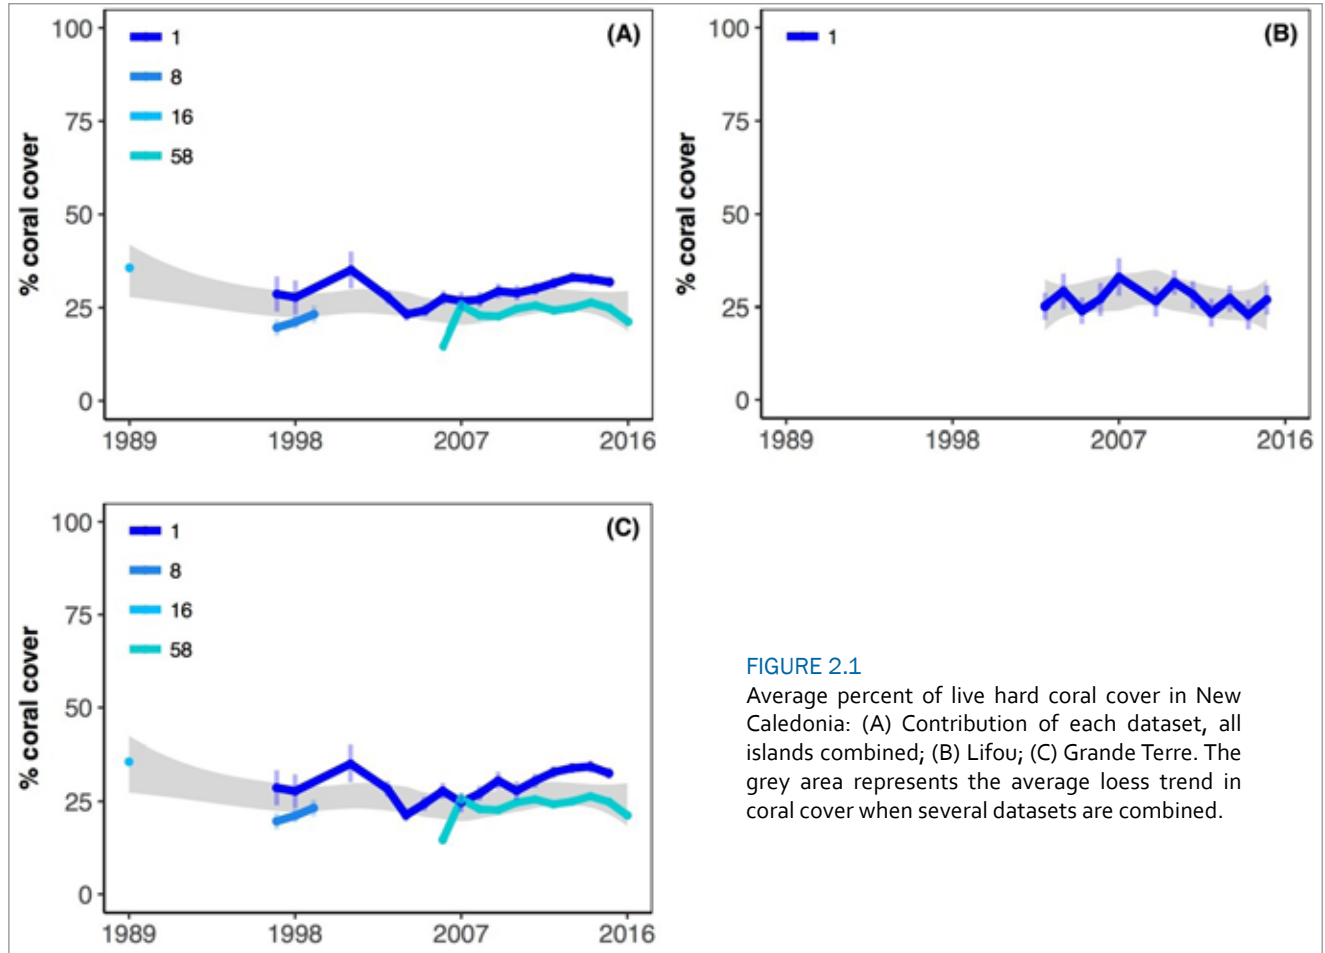 (A)
% coral cover
100
75
50
25
0
1
8
16
58
1989 1998 2007 2016
(B)
% coral cover
100
75
50
25
0
1
1989 1998 2007 2016
(C)
% coral cover
100
75
50
25
0
1
8
16
58
1989 1998 2007 2016
FIGURE 2.1
Average percent of live hard coral cover in New
Caledonia: (A) Contribution of each dataset, all
islands combined; (B) Lifou; (C) Grande Terre. The
grey area represents the average loess trend in
coral cover when several datasets are combined.